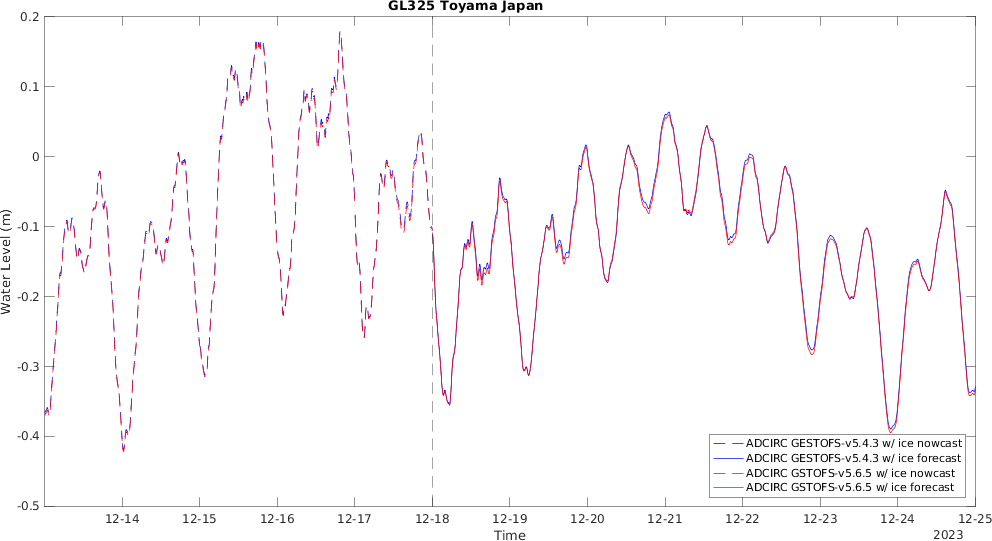 GL325 Toyama Japan
0.2
0.1
0
-0.1
-0.2
-0.3
-0.4
-0.5
Water Level (m)
12-14 12-15 12-16 12-17 12-18 12-19 12-20 12-21 12-22 12-23 12-24 12-25
Time
2023
ADCIRC GESTOFS-v5.4.3 w/ ice nowcast
ADCIRC GESTOFS-v5.4.3 w/ ice forecast
ADCIRC GSTOFS-v5.6.5 w/ ice nowcast
ADCIRC GSTOFS-v5.6.5 w/ ice forecast